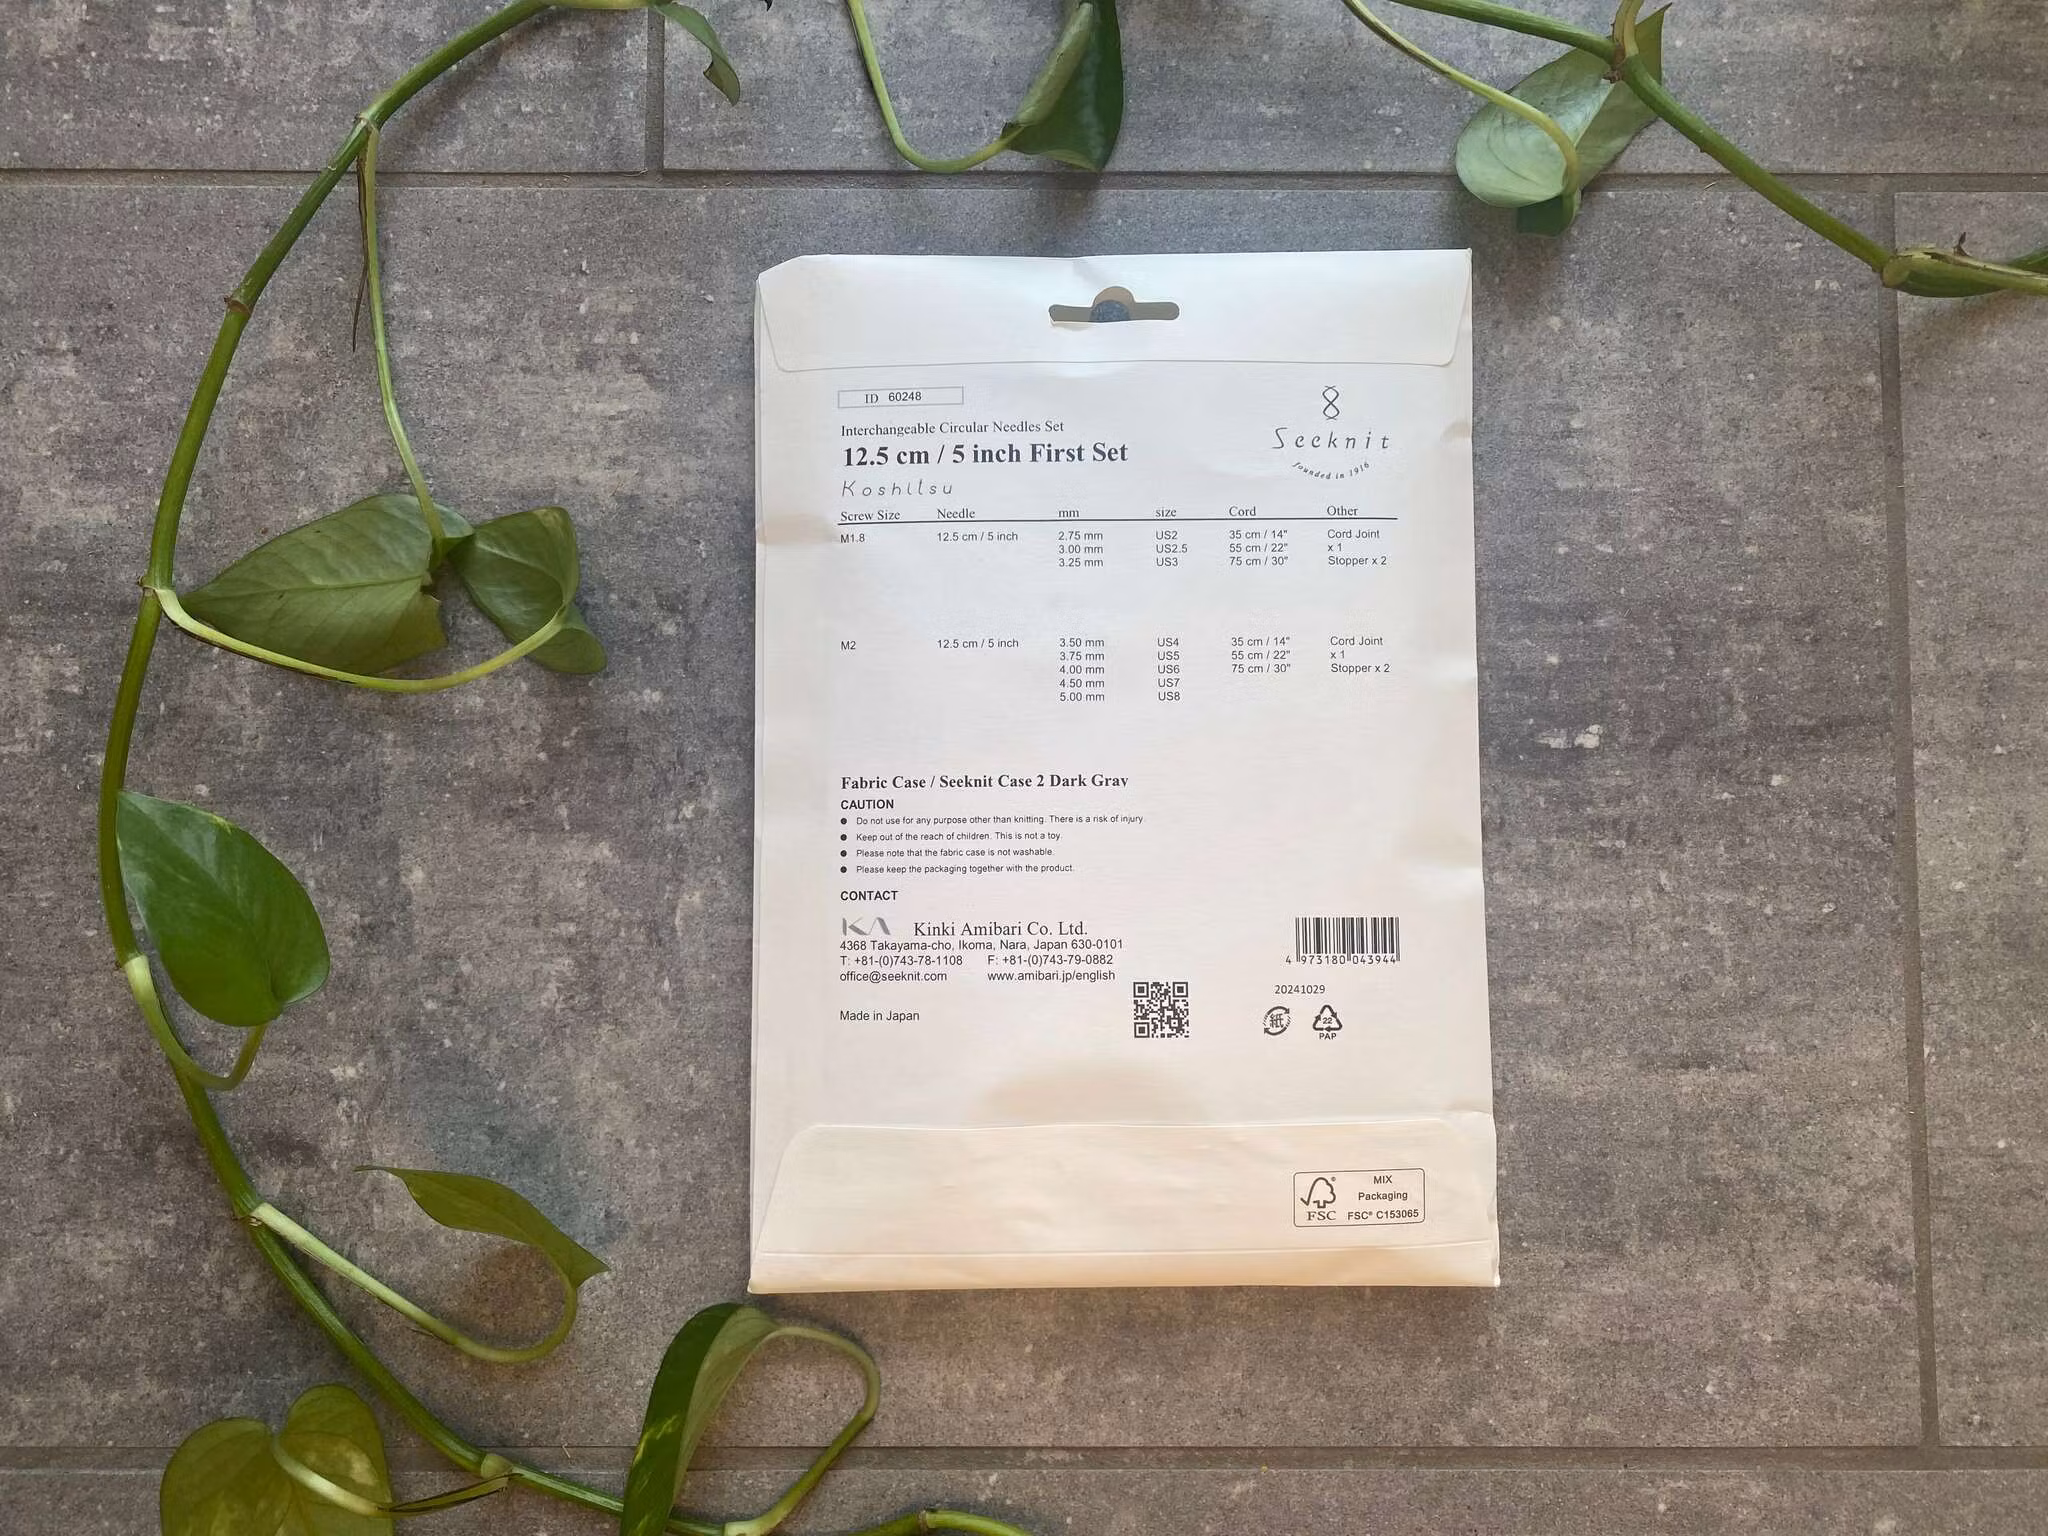 ID 60248
Interchangeable Circular Needles Set
12.5 cm / 5 inch First Set
Koshitsu
Seeknit
founded in 1916
Screw Size Needle mm size Cord Other
M1.8 12.5 cm / 5 inch 2.75 mm US2 35 cm / 14" Cord Joint
3.00 mm US2.5 55 cm / 22" x 1
3.25 mm US3 75 cm / 30" Stopper x 2
M2 12.5 cm / 5 inch 3.50 mm US4 35 cm / 14" Cord Joint
3.75 mm US5 55 cm / 22" x 1
4.00 mm US6 75 cm / 30" Stopper x 2
4.50 mm US7
5.00 mm US8
Fabric Case / Seeknit Case 2 Dark Gray
CAUTION
● Do not use for any purpose other than knitting. There is a risk of injury.
● Keep out of the reach of children. This is not a toy.
● Please note that the fabric case is not washable.
● Please keep the packaging together with the product.
CONTACT
KA Kinki Amibari Co. Ltd.
4368 Takayama-cho, Ikoma, Nara, Japan 630-0101
T: +81-(0)743-78-1108 F: +81-(0)743-79-0882
office@seeknit.com www.amibari.jp/english
Made in Japan
4 973180 043944
20241029
紙
22
PAP
MIX
Packaging
FSC FSC® C153065